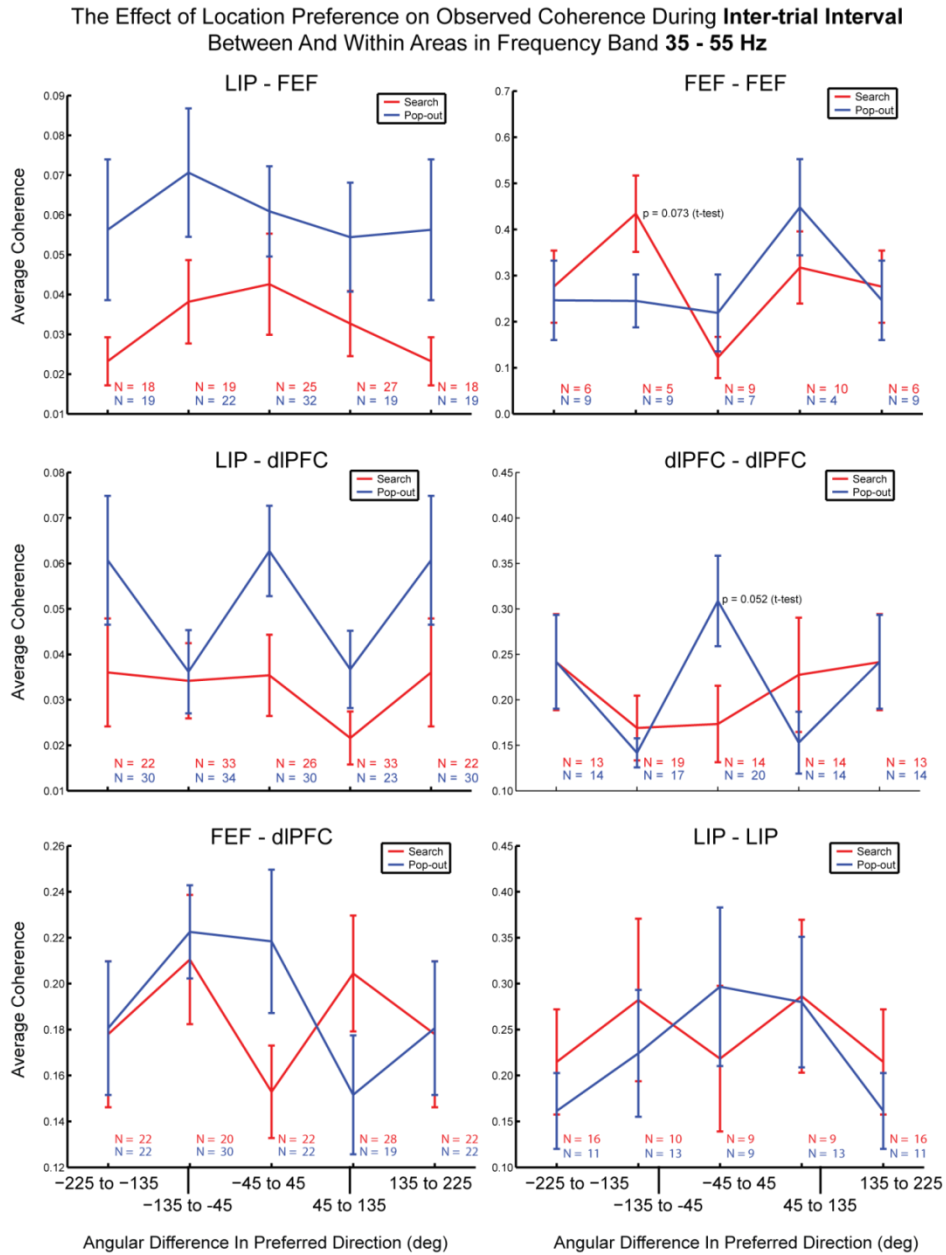 The Effect of Location Preference on Observed Coherence During Inter-trial Interval
Between And Within Areas in Frequency Band 35 - 55 Hz
LIP - FEF
Search
Pop-out
Average Coherence
0.09
0.08
0.07
0.06
0.05
0.04
0.03
0.02
0.01
N = 18 N = 19 N = 25 N = 27 N = 18
N = 19 N = 22 N = 32 N = 19 N = 19
FEF - FEF
Search
Pop-out
0.7
0.6
0.5
0.4
0.3
0.2
0.1
0.0
p = 0.073 (t-test)
N = 6 N = 5 N = 9 N = 10 N = 6
N = 9 N = 9 N = 7 N = 4 N = 9
LIP - dlPFC
Search
Pop-out
Average Coherence
0.08
0.07
0.06
0.05
0.04
0.03
0.02
0.01
N = 22 N = 33 N = 26 N = 33 N = 22
N = 30 N = 34 N = 30 N = 23 N = 30
dlPFC - dlPFC
Search
Pop-out
0.45
0.40
0.35
0.30
0.25
0.20
0.15
0.10
p = 0.052 (t-test)
N = 13 N = 19 N = 14 N = 14 N = 13
N = 14 N = 17 N = 20 N = 14 N = 14
FEF - dlPFC
Search
Pop-out
Average Coherence
0.26
0.24
0.22
0.20
0.18
0.16
0.14
0.12
N = 22 N = 20 N = 22 N = 28 N = 22
N = 22 N = 30 N = 22 N = 19 N = 22
−225 to −135 −45 to 45 135 to 225
−135 to -45 45 to 135
Angular Difference In Preferred Direction (deg)
LIP - LIP
Search
Pop-out
0.45
0.40
0.35
0.30
0.25
0.20
0.15
0.10
N = 16 N = 10 N = 9 N = 9 N = 16
N = 11 N = 13 N = 9 N = 13 N = 11
−225 to −135 −45 to 45 135 to 225
−135 to -45 45 to 135
Angular Difference In Preferred Direction (deg)